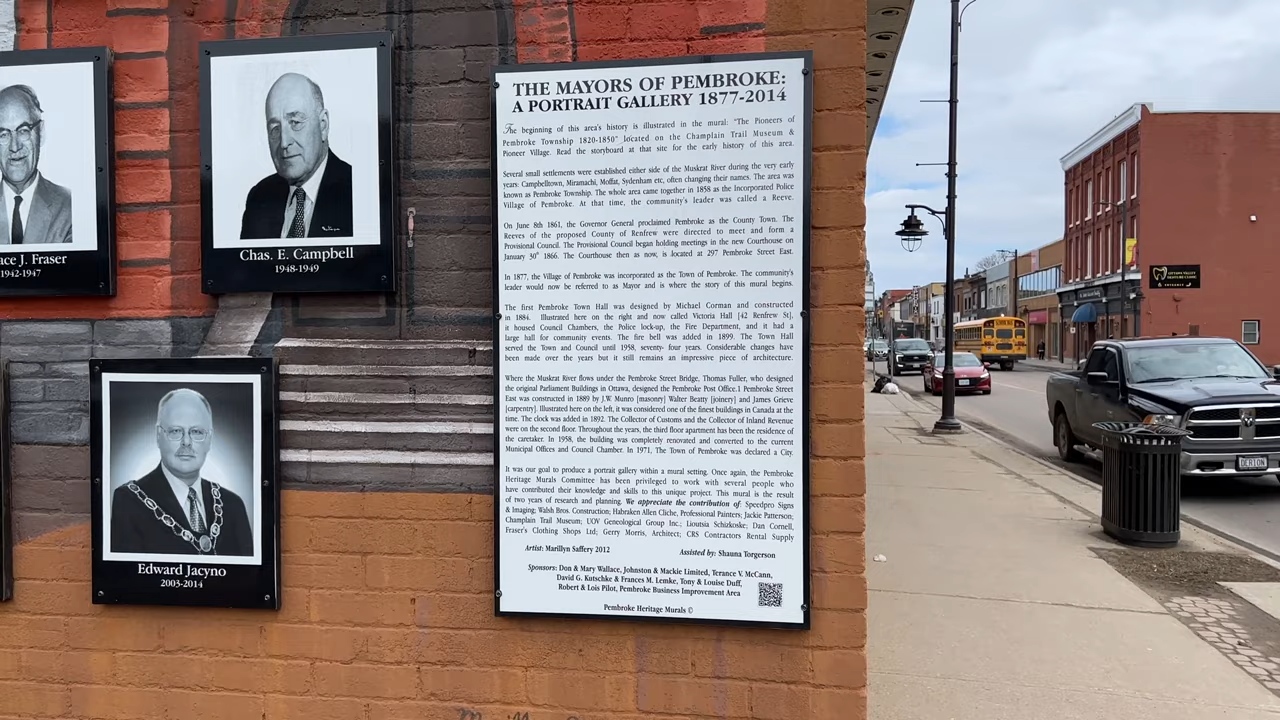 ce J. Fraser
1942-1947
Chas. E. Campbell
1948-1949
Edward Jacyno
2003-2014
THE MAYORS OF PEMBROKE:
A PORTRAIT GALLERY 1877-2014
The beginning of this area's history is illustrated in the mural: "The Pioneers of
Pembroke Township 1820-1850" located on the Champlain Trail Museum &
Pioneer Village. Read the storyboard at that site for the early history of this area.
Several small settlements were established either side of the Muskrat River during the very early
years: Campbelltown, Miramachi, Moffat, Sydenham etc, often changing their names. The area was
known as Pembroke Township. The whole area came together in 1858 as the Incorporated Police
Village of Pembroke. At that time, the community's leader was called a Reeve.
On June 8th 1861, the Governor General proclaimed Pembroke as the County Town. The
Reeves of the proposed County of Renfrew were directed to meet and form a
Provisional Council. The Provisional Council began holding meetings in the new Courthouse on
January 30th 1866. The Courthouse then as now, is located at 297 Pembroke Street East.
In 1877, the Village of Pembroke was incorporated as the Town of Pembroke. The community's
leader would now be referred to as Mayor and is where the story of this mural begins.
The first Pembroke Town Hall was designed by Michael Corman and constructed
in 1884. Illustrated here on the right and now called Victoria Hall [42 Renfrew St],
it housed Council Chambers, the Police lock-up, the Fire Department, and it had a
large hall for community events. The fire bell was added in 1899. The Town Hall
served the Town and Council until 1958, seventy- four years. Considerable changes have
been made over the years but it still remains an impressive piece of architecture.
Where the Muskrat River flows under the Pembroke Street Bridge, Thomas Fuller, who designed
the original Parliament Buildings in Ottawa, designed the Pembroke Post Office.1 Pembroke Street
East was constructed in 1889 by J.W. Munro [masonry] Walter Beatty [joinery] and James Grieve
[carpentry]. Illustrated here on the left, it was considered one of the finest buildings in Canada at the
time. The clock was added in 1892. The Collector of Customs and the Collector of Inland Revenue
were on the second floor. Throughout the years, the third floor apartment has been the residence of
the caretaker. In 1958, the building was completely renovated and converted to the current
Municipal Offices and Council Chamber. In 1971, The Town of Pembroke was declared a City.
It was our goal to produce a portrait gallery within a mural setting. Once again, the Pembroke
Heritage Murals Committee has been privileged to work with several people who
have contributed their knowledge and skills to this unique project. This mural is the result
of two years of research and planning. We appreciate the contribution of: Speedpro Signs
& Imaging; Walsh Bros. Construction; Habraken Allen Cliche, Professional Painters; Jackie Patterson,
Champlain Trail Museum; UOV Geneological Group Inc.; Lioutsia Schizkoske; Dan Cornell,
Fraser's Clothing Shops Ltd; Gerry Morris, Architect; CRS Contractors Rental Supply
Artist: Marillyn Saffery 2012 Assisted by: Shauna Torgerson
Sponsors: Don & Mary Wallace, Johnston & Mackie Limited, Terance V. McCann,
David G. Kutschke & Frances M. Lemke, Tony & Louise Duff,
Robert & Lois Pilot, Pembroke Business Improvement Area
Pembroke Heritage Murals ©
SCHOOL BUS
OTTAWA VALLEY
DENTURE CLINIC
ENTRANCE